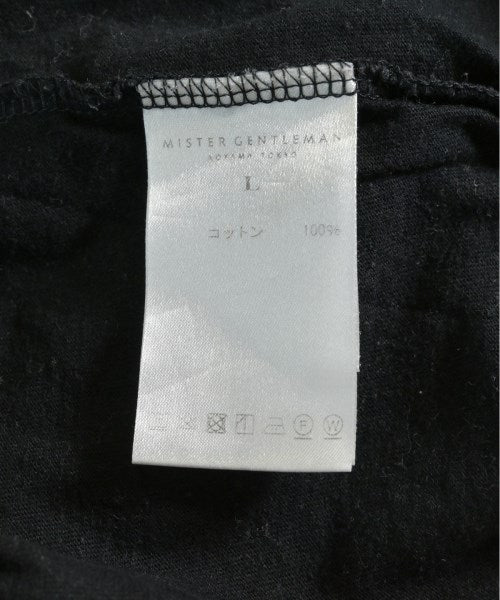 MISTER GENTLEMAN
AOYAMA, TOKYO
L
コットン 100%
F W